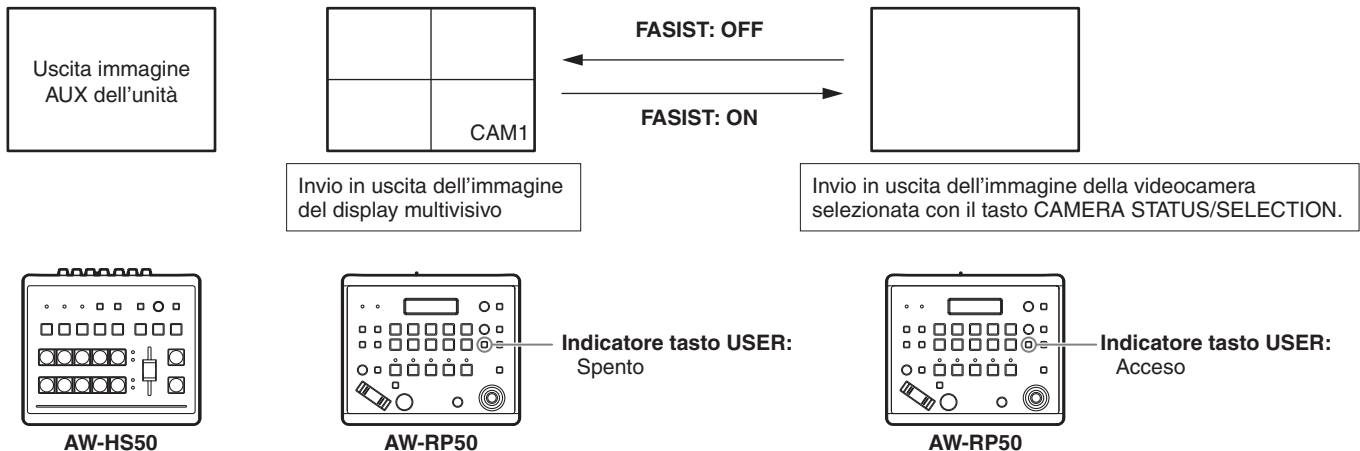 Uscita immagine
AUX dell'unità
CAM1
FASIST: OFF
FASIST: ON
Invio in uscita dell'immagine
del display multivisivo
Invio in uscita dell'immagine della videocamera
selezionata con il tasto CAMERA STATUS/SELECTION.
AW-HS50
Indicatore tasto USER:
Spento
AW-RP50
Indicatore tasto USER:
Acceso
AW-RP50